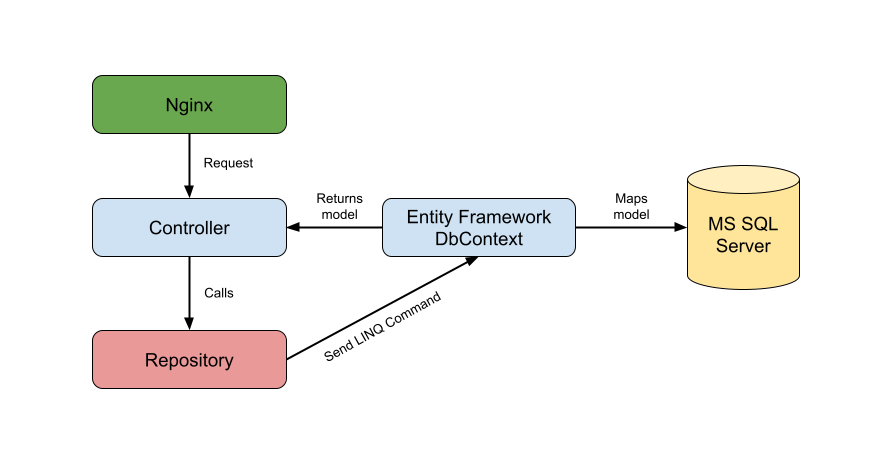 Nginx
Request
Controller
Returns
model
Entity Framework
DbContext
Maps
model
MS SQL
Server
Calls
Repository
Send LINQ Command